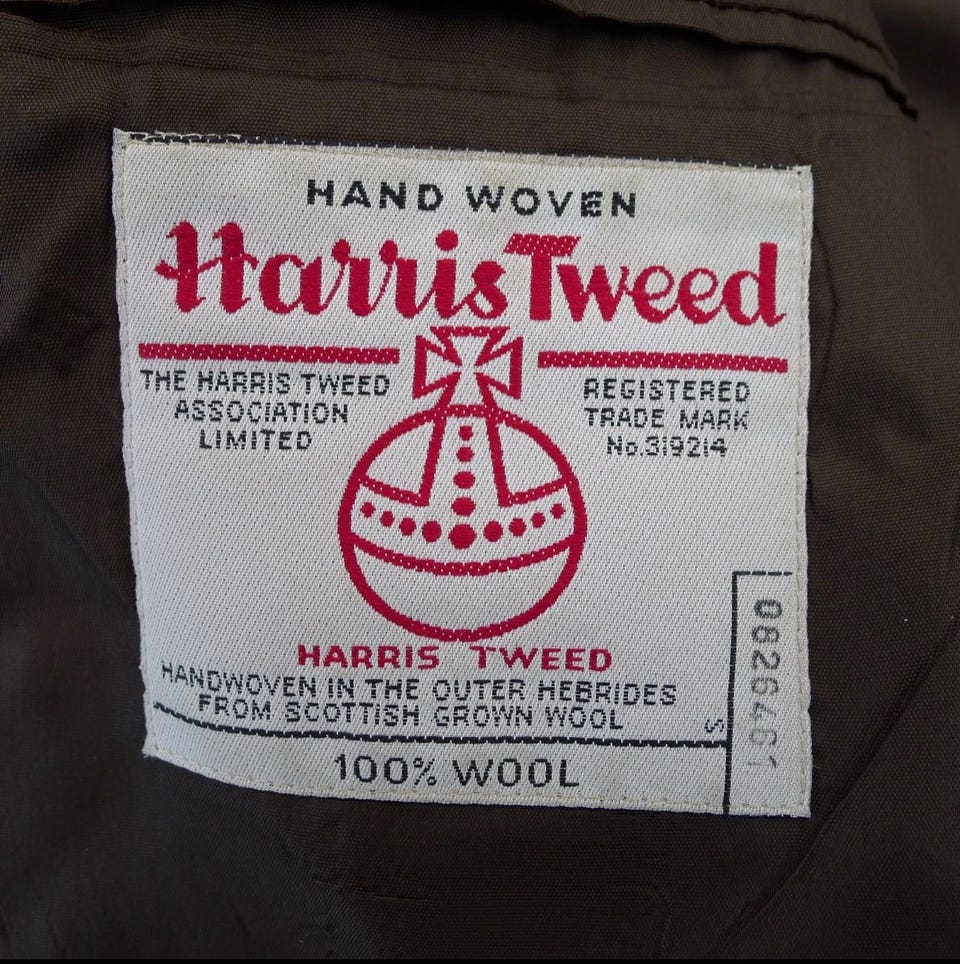 HAND WOVEN
Harris Tweed
THE HARRIS TWEED
ASSOCIATION
LIMITED
REGISTERED
TRADE MARK
No.319214
HARRIS TWEED
HANDWOVEN IN THE OUTER HEBRIDES
FROM SCOTTISH GROWN WOOL
S
100% WOOL
0826461